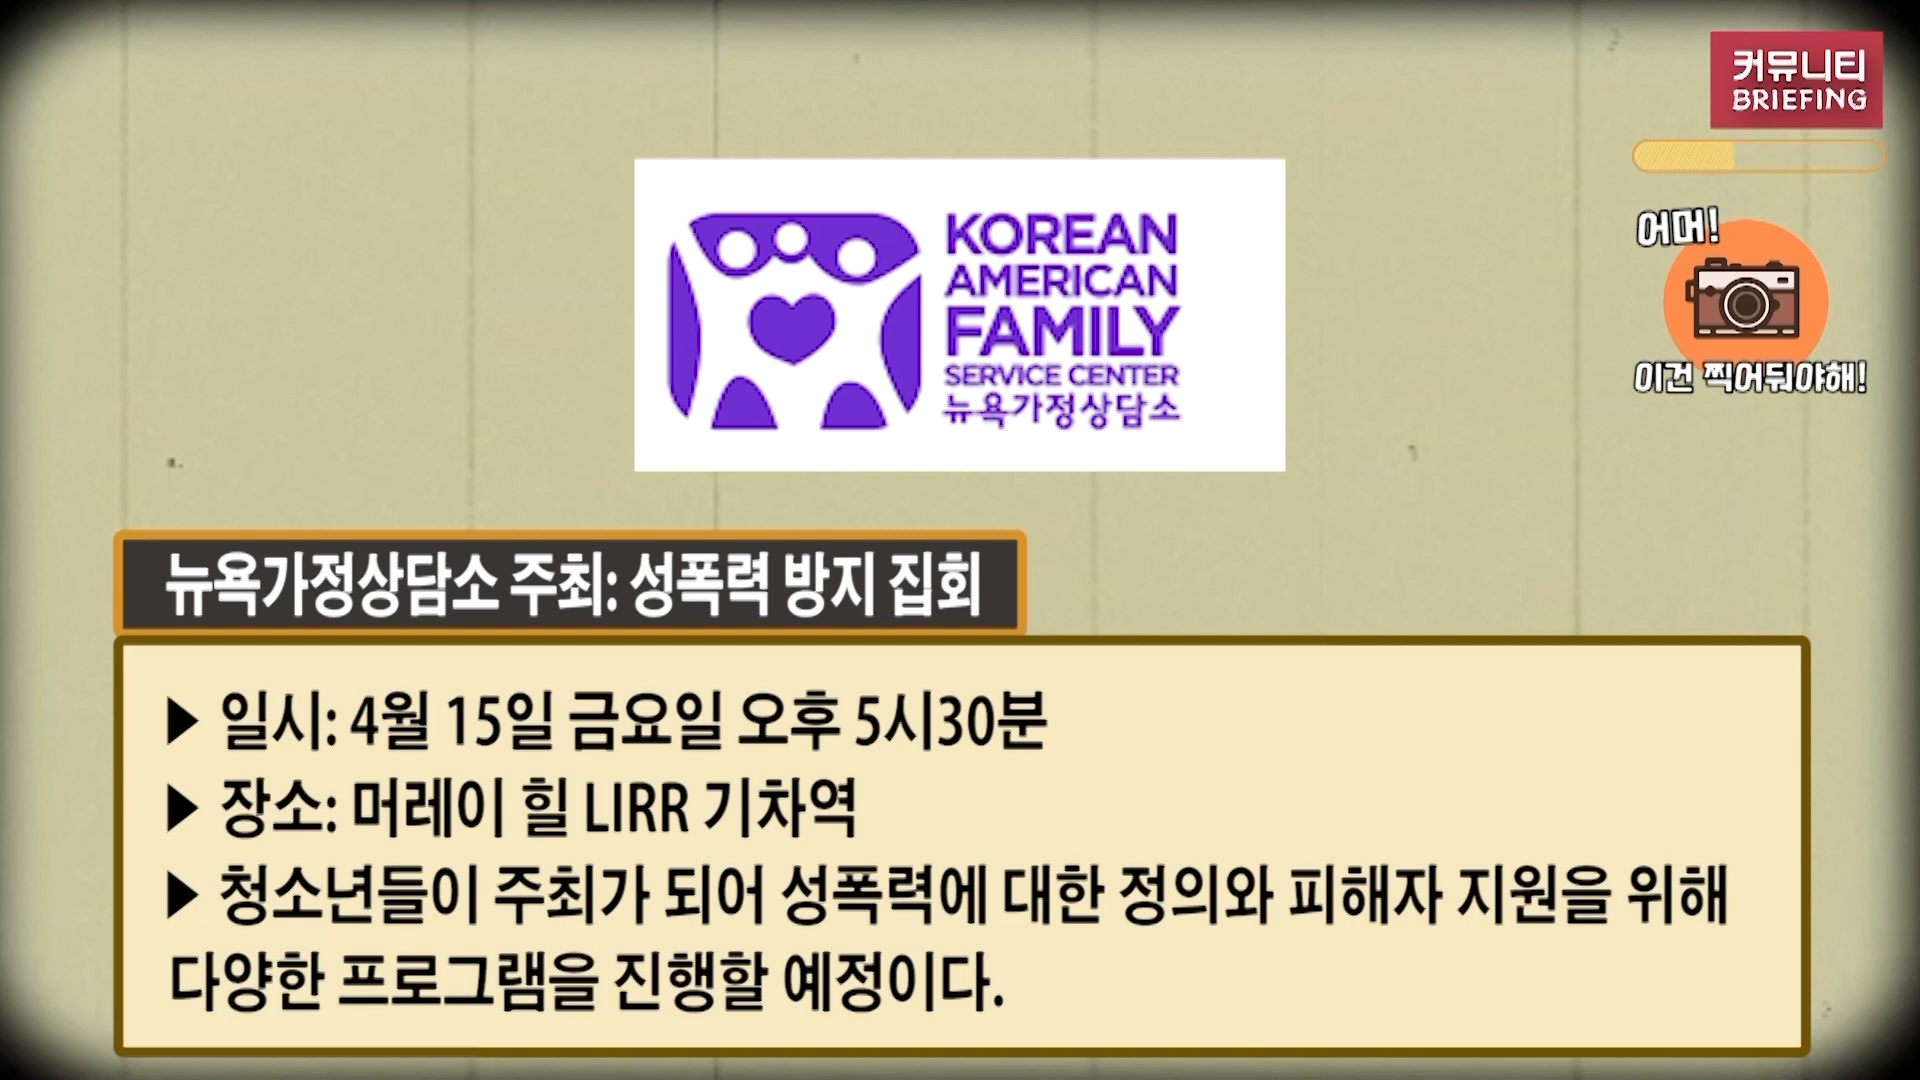 커뮤니티
BRIEFING
어머!
이건 찍어둬야해!
KOREAN
AMERICAN
FAMILY
SERVICE CENTER
뉴욕가정상담소
뉴욕가정상담소 주최: 성폭력 방지 집회
▶ 일시: 4월 15일 금요일 오후 5시30분
▶ 장소: 머레이 힐 LIRR 기차역
▶ 청소년들이 주최가 되어 성폭력에 대한 정의와 피해자 지원을 위해
다양한 프로그램을 진행할 예정이다.